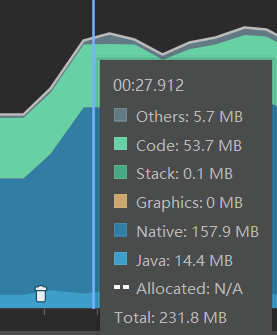 00:27.912
Others: 5.7 MB
Code: 53.7 MB
Stack: 0.1 MB
Graphics: 0 MB
Native: 157.9 MB
Java: 14.4 MB
Allocated: N/A
Total: 231.8 MB